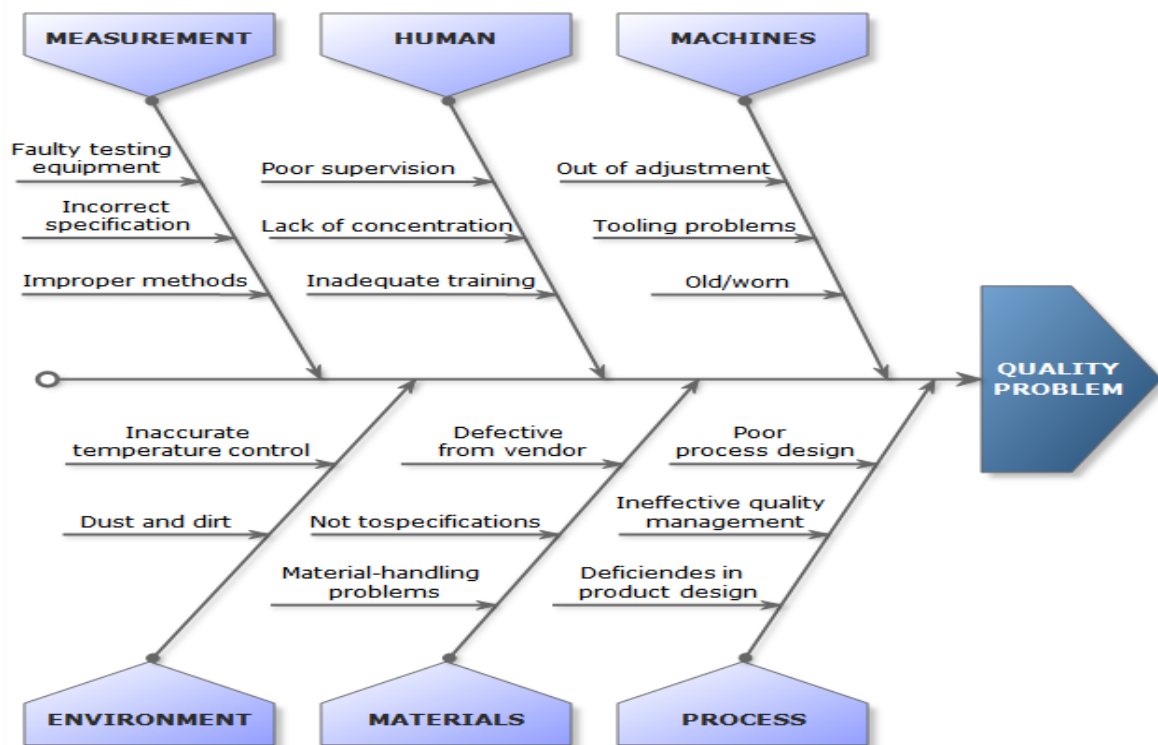 MEASUREMENT
HUMAN
MACHINES
Faulty testing
equipment
Incorrect
specification
Improper methods
Poor supervision
Lack of concentration
Inadequate training
Out of adjustment
Tooling problems
Old/worn
QUALITY
PROBLEM
Inaccurate
temperature control
Dust and dirt
Defective
from vendor
Not tospecifications
Material-handling
problems
Poor
process design
Ineffective quality
management
Deficiendes in
product design
ENVIRONMENT
MATERIALS
PROCESS